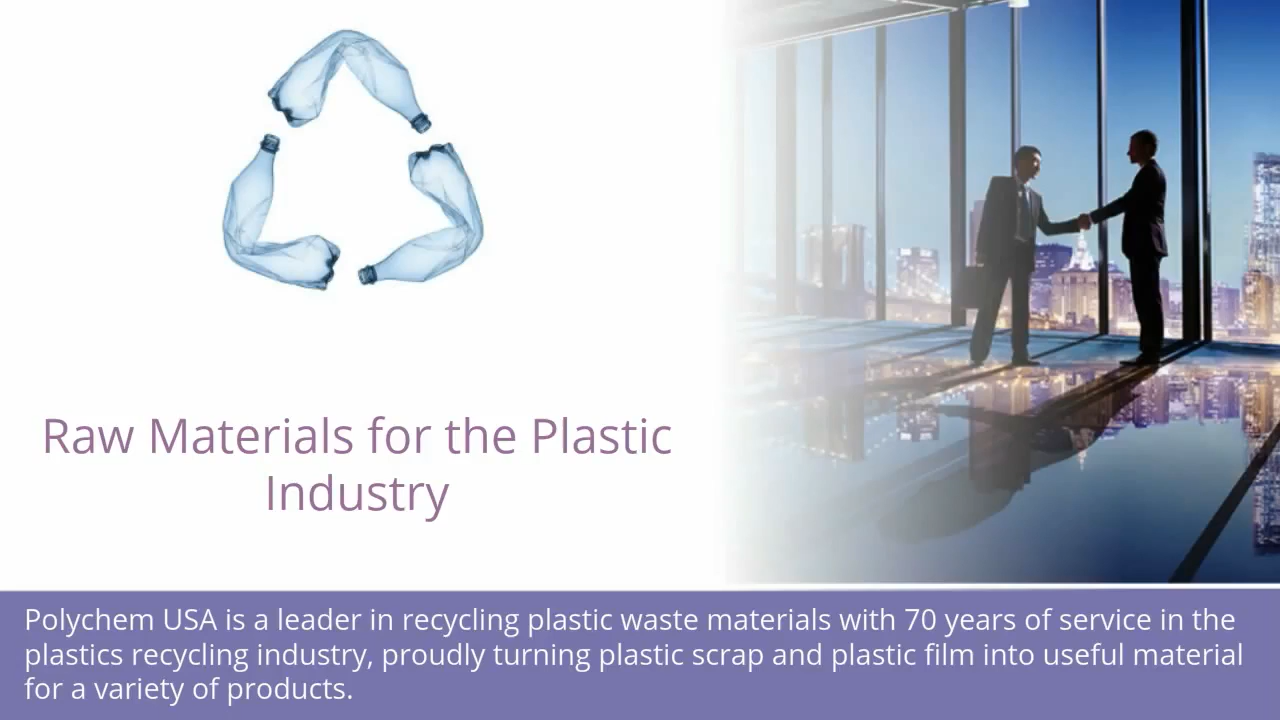 Raw Materials for the Plastic
Industry
Polychem USA is a leader in recycling plastic waste materials with 70 years of service in the
plastics recycling industry, proudly turning plastic scrap and plastic film into useful material
for a variety of products.